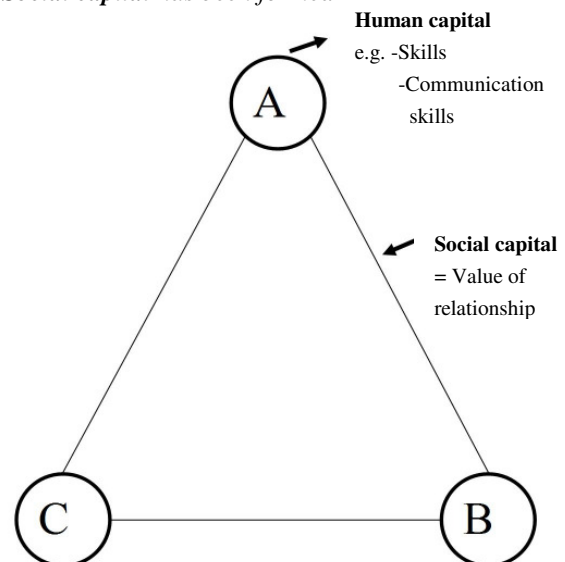 Human capital
e.g. -Skills
-Communication
skills
A
Social capital
= Value of
relationship
C
B